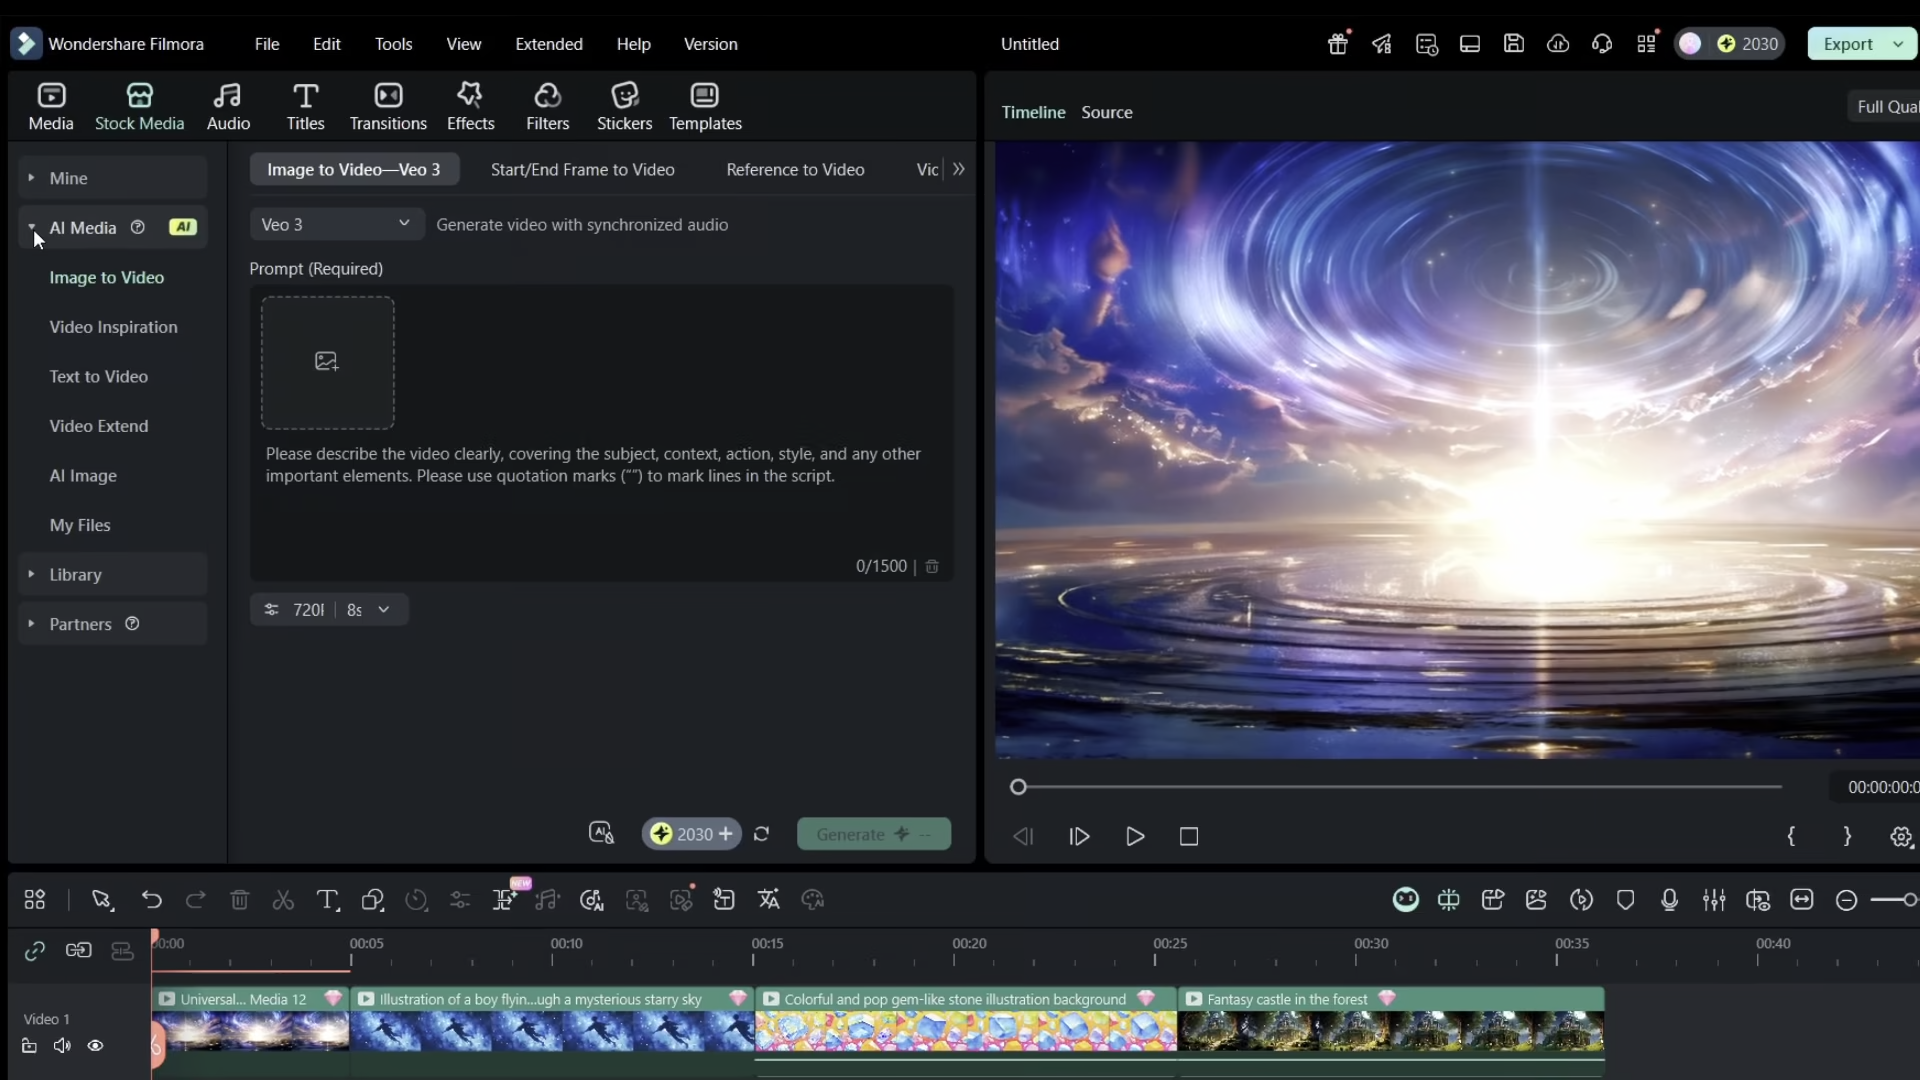 Wondershare Filmora
File
Edit
Tools
View
Extended
Help
Version
Untitled
2030
Export
Media
Stock Media
Audio
Titles
Transitions
Effects
Filters
Stickers
Templates
Timeline
Source
Full Qual
Mine
AI Media
AI
Image to Video
Video Inspiration
Text to Video
Video Extend
AI Image
My Files
Library
Partners
Image to Video—Veo 3
Start/End Frame to Video
Reference to Video
Vic
Veo 3
Generate video with synchronized audio
Prompt (Required)
Please describe the video clearly, covering the subject, context, action, style, and any other
important elements. Please use quotation marks ("") to mark lines in the script.
0/1500
720
8s
AI
2030
Generate --
00:00:00:0
{ }
NEW
AI
0:00
00:05
00:10
00:15
00:20
00:25
00:30
00:35
00:40
Universal... Media 12
Illustration of a boy flyin...ugh a mysterious starry sky
Colorful and pop gem-like stone illustration background
Fantasy castle in the forest
Video 1